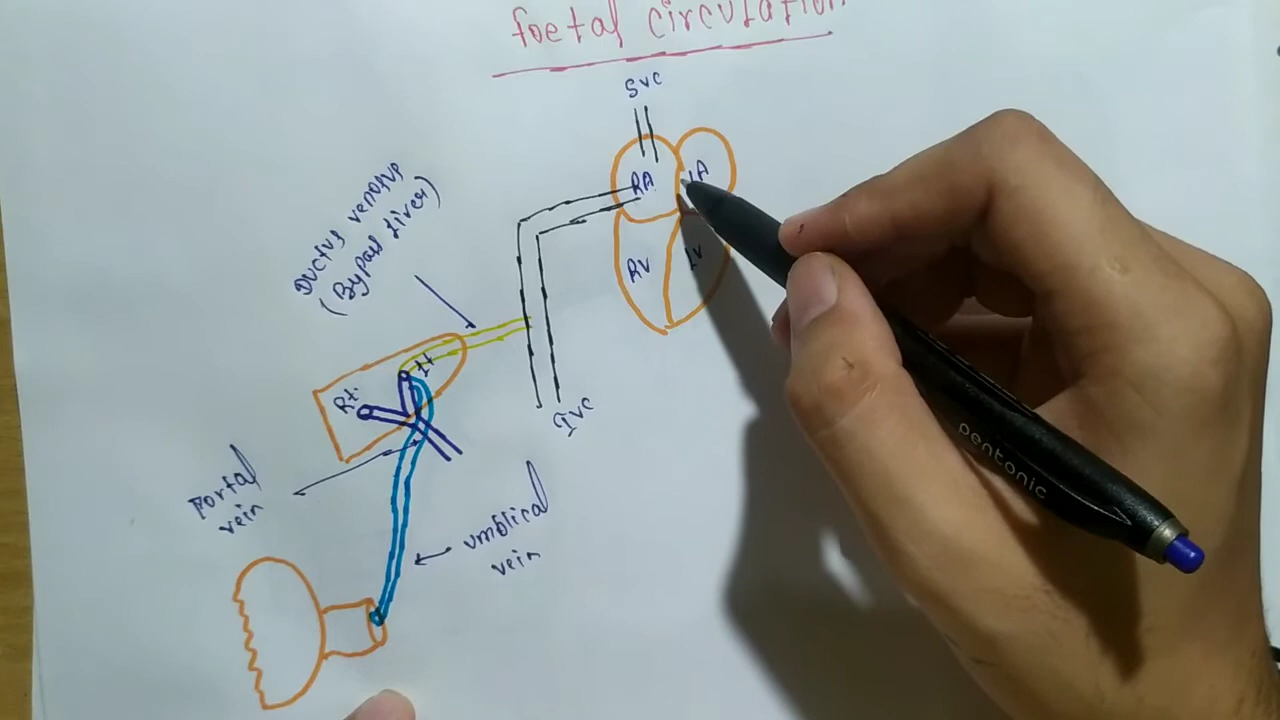 foetal circulation
SVC
RA
LA
RV
LV
Ductus venosus
(Bypass liver)
Rt.
lt
IVC
Portal
vein
umblical
vein
pentonic